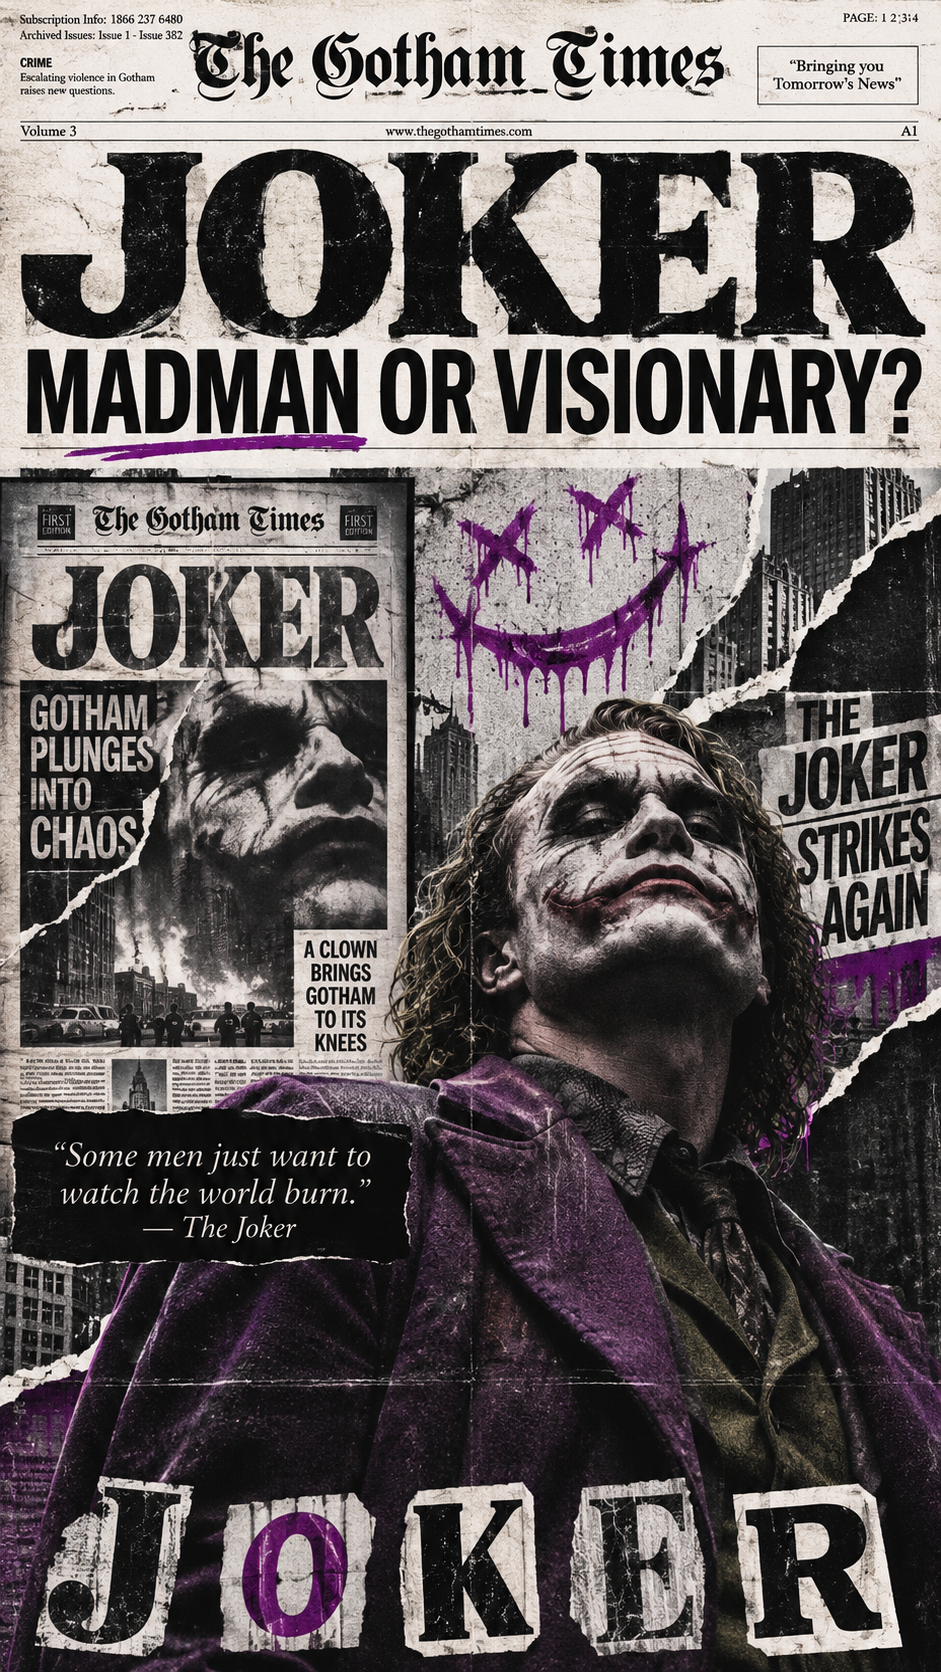 Subscription Info: 1866 237 6480
Archived Issues: Issue 1 - Issue 382
CRIME
Escalating violence in Gotham
raises new questions.
The Gotham Times
PAGE: 1 2:3:4
“Bringing you
Tomorrow’s News”
Volume 3
www.thegothamtimes.com
A1
JOKER
MADMAN OR VISIONARY?
FIRST
EDITION
The Gotham Times
FIRST
EDITION
JOKER
GOTHAM
PLUNGES
INTO
CHAOS
A CLOWN
BRINGS
GOTHAM
TO ITS
KNEES
THE
JOKER
STRIKES
AGAIN
“Some men just want to
watch the world burn.”
— The Joker
JOKER